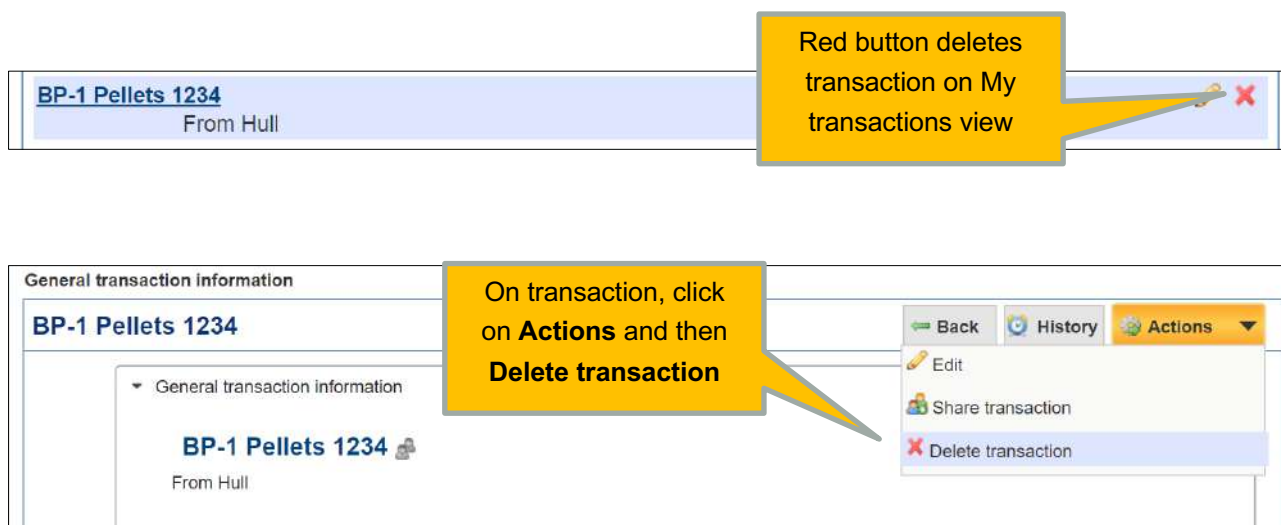 Red button deletes
transaction on My
transactions view
BP-1 Pellets 1234
From Hull
General transaction information
On transaction, click
on Actions and then
Delete transaction
BP-1 Pellets 1234
Back
History
Actions
General transaction information
Edit
Share transaction
BP-1 Pellets 1234
Delete transaction
From Hull